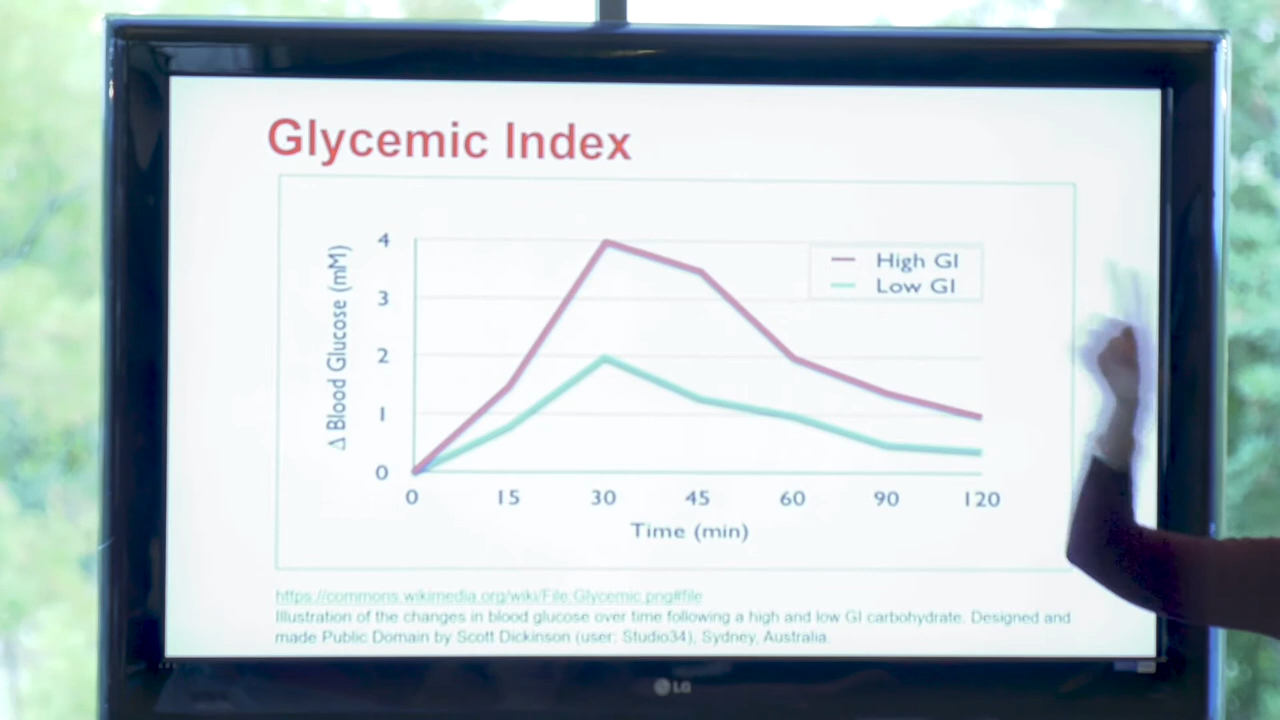 Glycemic Index
Δ Blood Glucose (mM)
4
3
2
1
0
High GI
Low GI
0 15 30 45 60 90 120
Time (min)
https://commons.wikimedia.org/wiki/File:Glycemic.png#file
Illustration of the changes in blood glucose over time following a high and low GI carbohydrate. Designed and
made Public Domain by Scott Dickinson (user: Studio34), Sydney, Australia.
LG